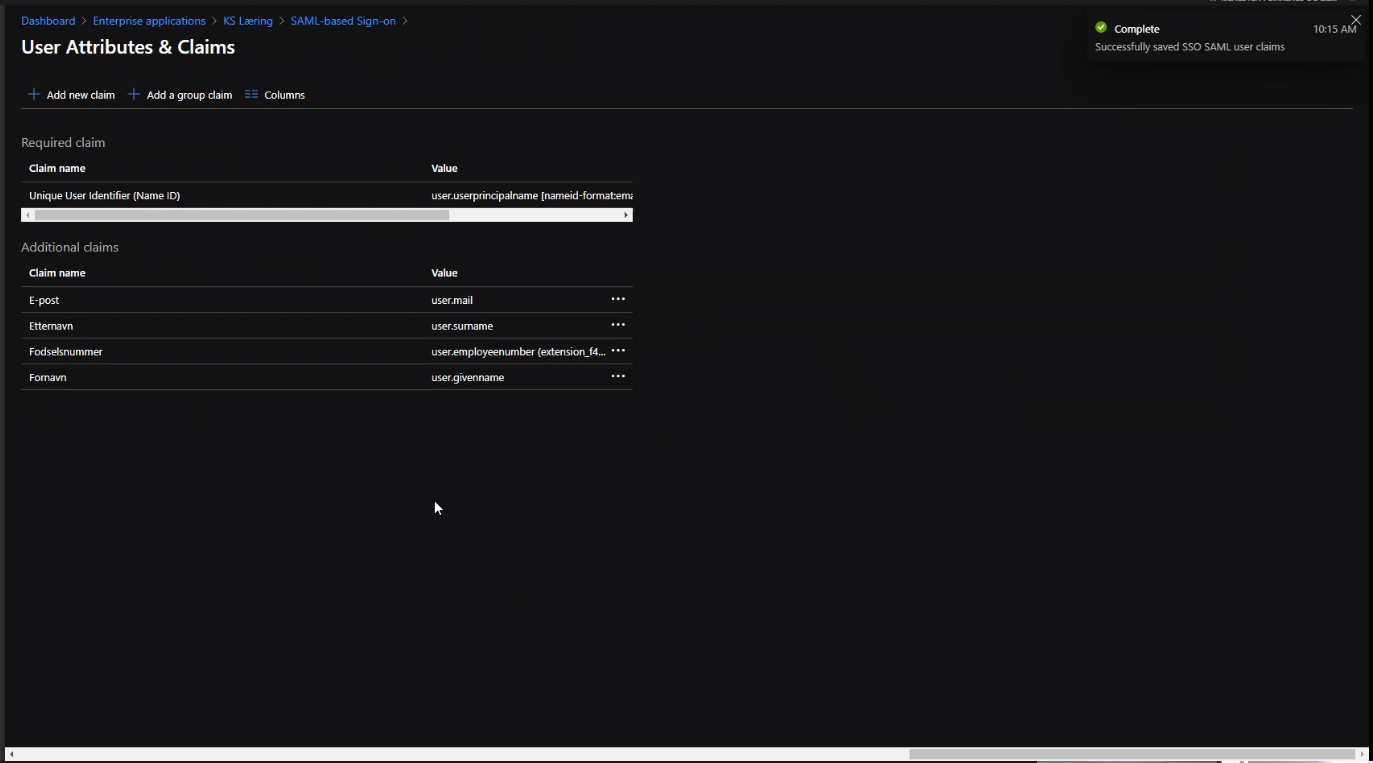 Dashboard > Enterprise applications > KS Læring > SAML-based Sign-on >
User Attributes & Claims
Complete 10:15 AM
Successfully saved SSO SAML user claims
Add new claim Add a group claim Columns
Required claim
Claim name Value
Unique User Identifier (Name ID) user.userprincipalname [nameid-format:ema
Additional claims
Claim name Value
E-post user.mail ...
Etternavn user.surname ...
Fodselsnummer user.employeenumber (extension_f4... ...
Fornavn user.givenname ...